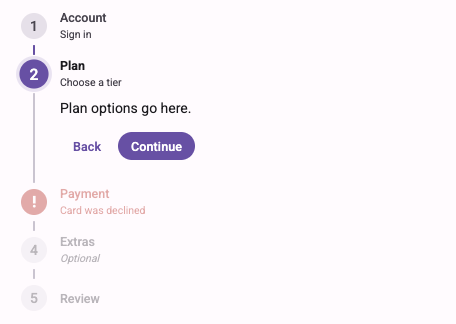 1
Account
Sign in
2
Plan
Choose a tier
Plan options go here.
Back
Continue
!
Payment
Card was declined
4
Extras
Optional
5
Review